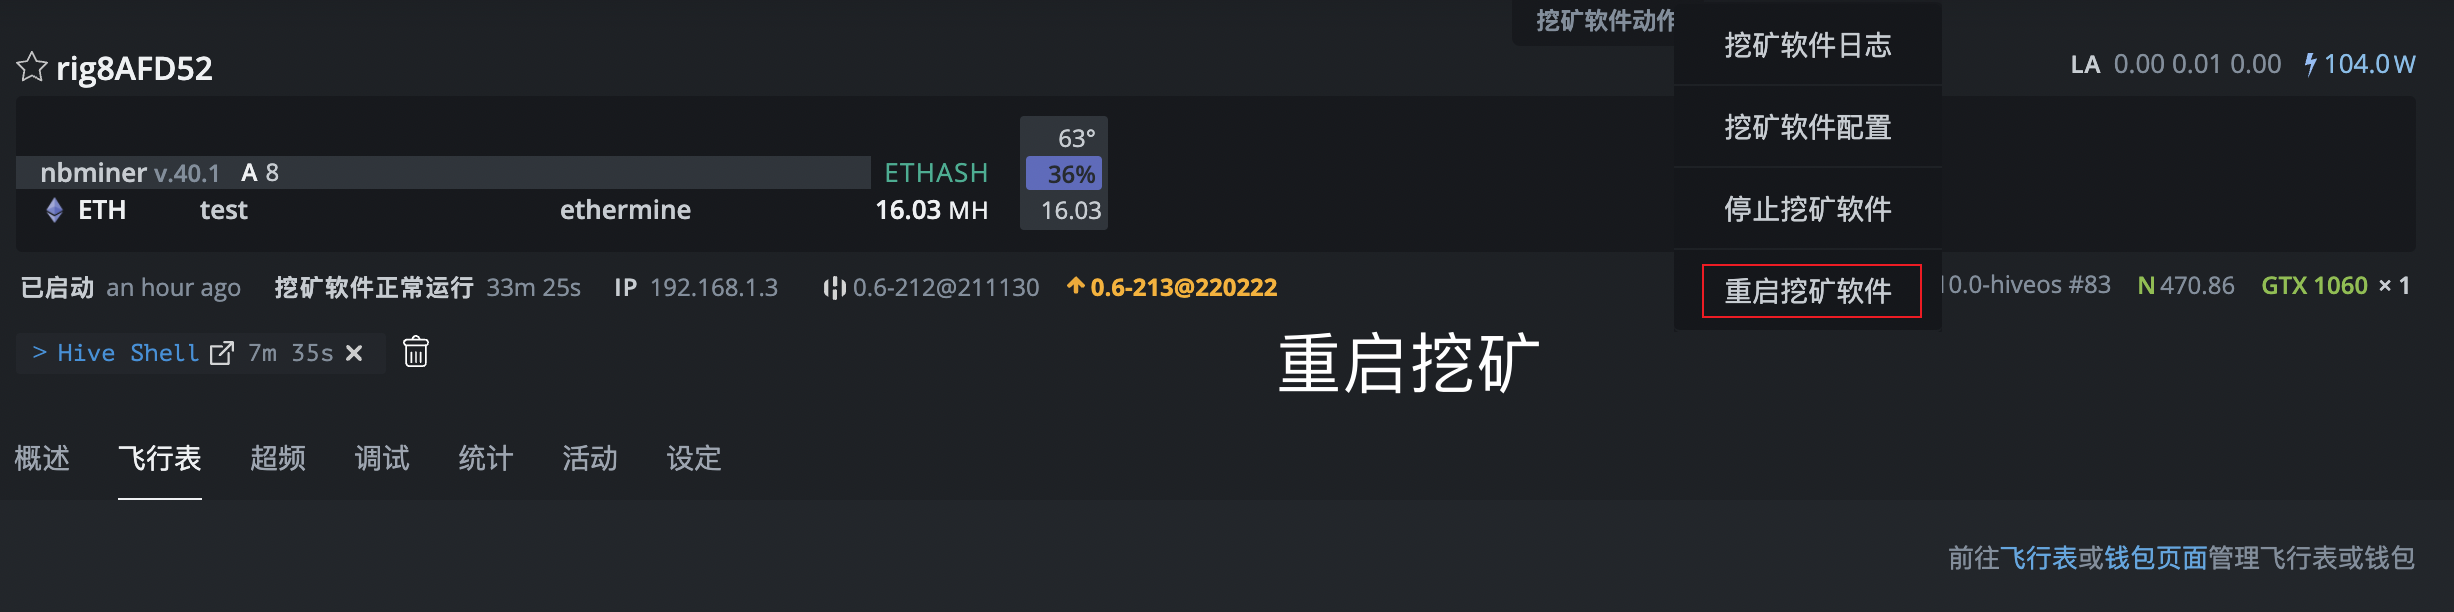 挖矿软件动作
挖矿软件日志
rig8AFD52
LA 0.00 0.01 0.00 104.0 W
挖矿软件配置
63°
nbminer v.40.1 A 8 ETHASH 36%
ETH test ethermine 16.03 MH 16.03
停止挖矿软件
已启动 an hour ago 挖矿软件正常运行 33m 25s IP 192.168.1.3 0.6-212@211130 0.6-213@220222
重启挖矿软件
0.0-hiveos #83 N 470.86 GTX 1060 × 1
> Hive Shell 7m 35s ×
重启挖矿
概述 飞行表 超频 调试 统计 活动 设定
前往飞行表或钱包页面管理飞行表或钱包